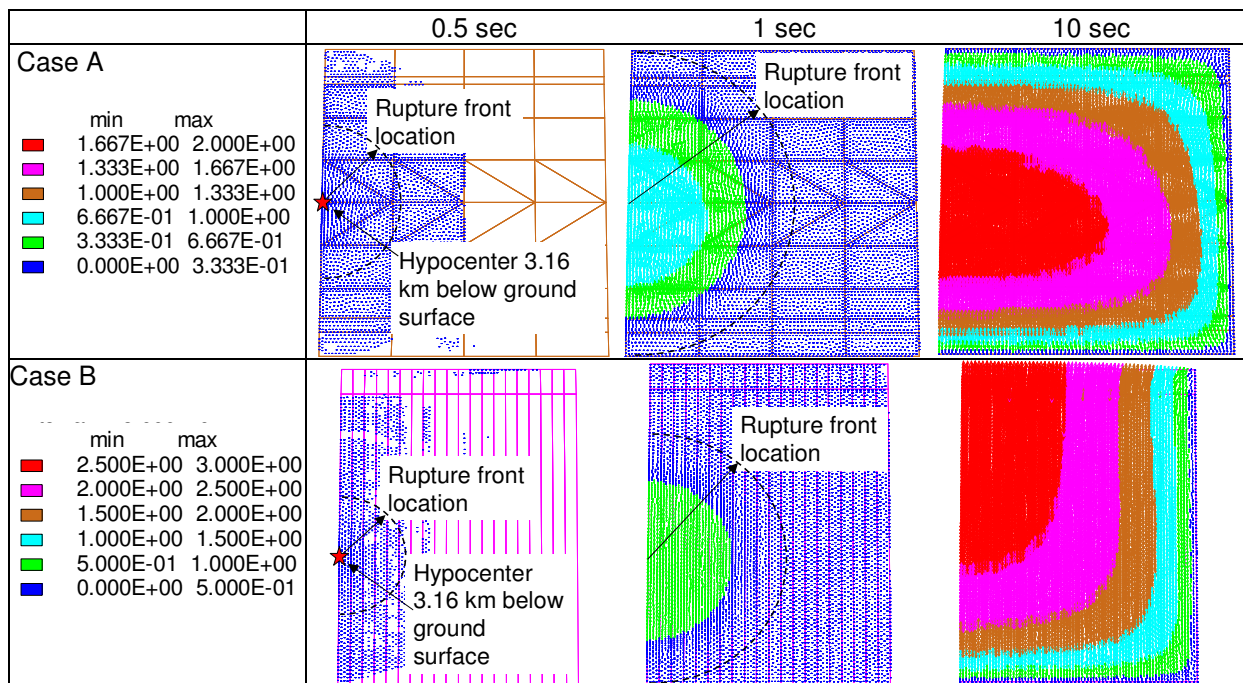 0.5 sec 1 sec 10 sec
Case A
min max
1.667E+00 2.000E+00
1.333E+00 1.667E+00
1.000E+00 1.333E+00
6.667E-01 1.000E+00
3.333E-01 6.667E-01
0.000E+00 3.333E-01
Rupture front
location
Hypocenter 3.16
km below ground
surface
Rupture front
location
Case B
min max
2.500E+00 3.000E+00
2.000E+00 2.500E+00
1.500E+00 2.000E+00
1.000E+00 1.500E+00
5.000E-01 1.000E+00
0.000E+00 5.000E-01
Rupture front
location
Hypocenter
3.16 km below
ground
surface
Rupture front
location